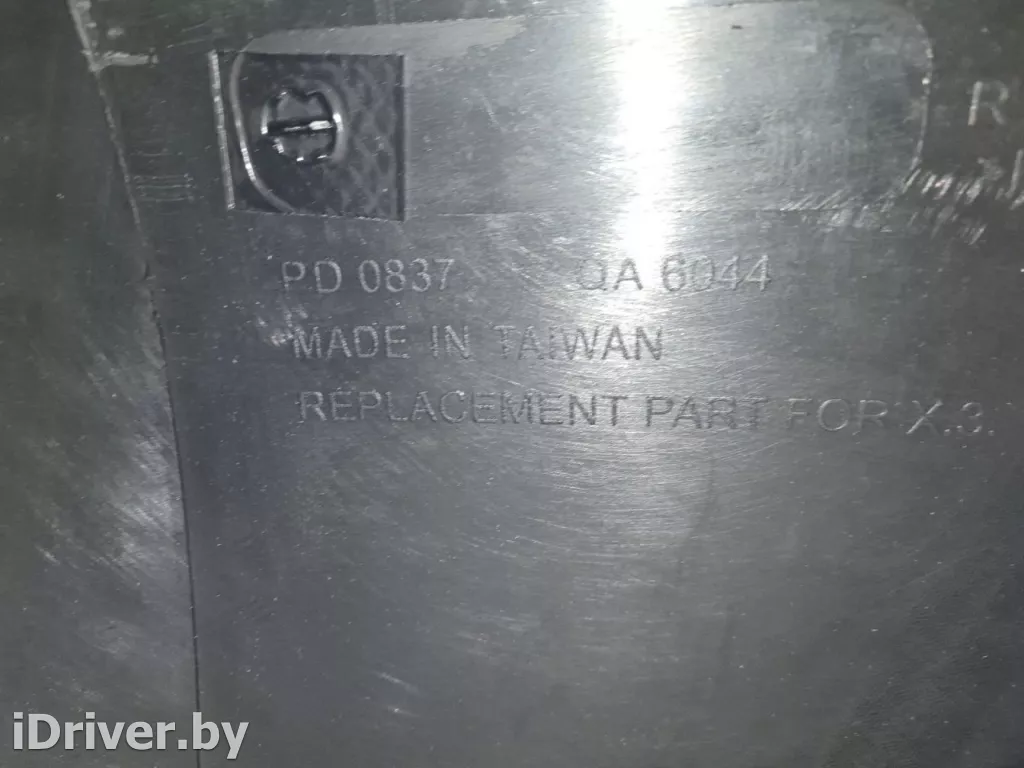 R
PD 0837 QA 6044
MADE IN TAIWAN
REPLACEMENT PART FOR X.3.
iDriver.by